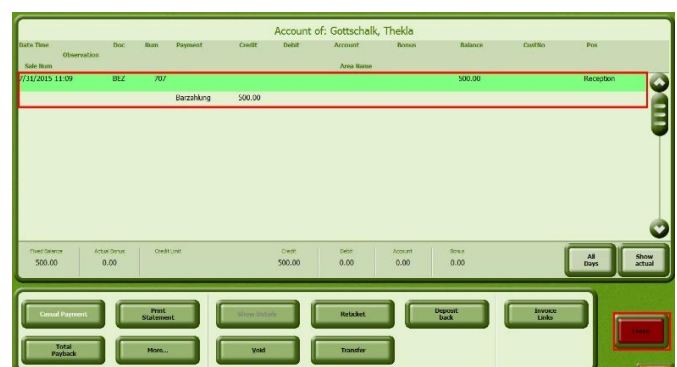 Account of: Gottschalk, Thekla
Date Time Doc Num Payment Credit Debit Account Bonus Balance CustNo Pos
Observation
Sale Num Area Name
7/31/2015 11:09 BEZ 707 500.00 Reception
Barzahlung 500.00
Fixed Balance Actual Bonus Credit Limit Credit Debit Account Bonus
500.00 0.00 500.00 0.00 0.00 0.00
All Days
Show actual
Casual Payment
Print Statement
Show Details
Reticket
Deposit back
Invoice Links
Total Payback
More...
Void
Transfer